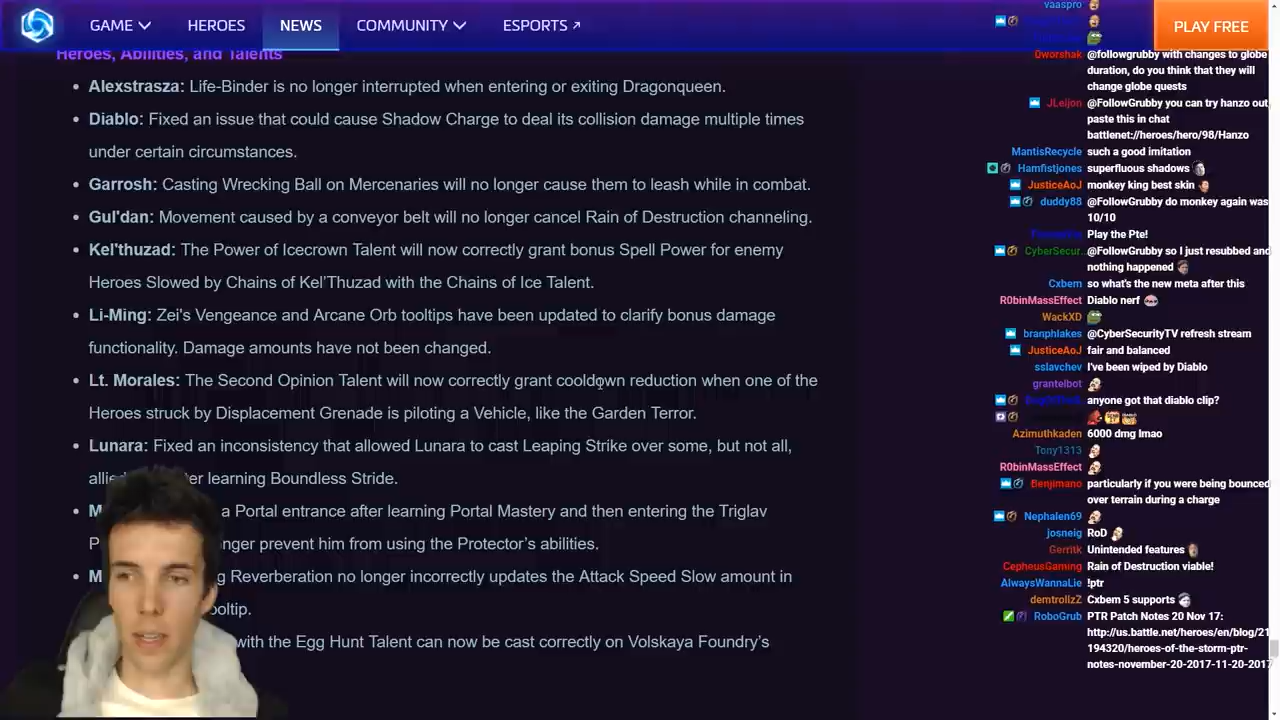 GAME HEROES NEWS COMMUNITY ESPORTS PLAY FREE
Heroes, Abilities, and Talents
Alexstrasza: Life-Binder is no longer interrupted when entering or exiting Dragonqueen.
Diablo: Fixed an issue that could cause Shadow Charge to deal its collision damage multiple times
under certain circumstances.
Garrosh: Casting Wrecking Ball on Mercenaries will no longer cause them to leash while in combat.
Gul'dan: Movement caused by a conveyor belt will no longer cancel Rain of Destruction channeling.
Kel'thuzad: The Power of Icecrown Talent will now correctly grant bonus Spell Power for enemy
Heroes Slowed by Chains of Kel'Thuzad with the Chains of Ice Talent.
Li-Ming: Zei's Vengeance and Arcane Orb tooltips have been updated to clarify bonus damage
functionality. Damage amounts have not been changed.
Lt. Morales: The Second Opinion Talent will now correctly grant cooldown reduction when one of the
Heroes struck by Displacement Grenade is piloting a Vehicle, like the Garden Terror.
Lunara: Fixed an inconsistency that allowed Lunara to cast Leaping Strike over some, but not all,
learning Boundless Stride.
a Portal entrance after learning Portal Mastery and then entering the Triglav
prevent him from using the Protector's abilities.
Reverberation no longer incorrectly updates the Attack Speed Slow amount in
with the Egg Hunt Talent can now be cast correctly on Volskaya Foundry's
vaaspro
Qworshak @followgrubby with changes to globe
duration, do you think that they will
change globe quests
JLeijon @FollowGrubby you can try hanzo out
paste this in chat
battlenet://heroes/hero/98/Hanzo
MantisRecycle such a good imitation
Hamfistjones superfluous shadows
JusticeAoJ monkey king best skin
duddy88 @FollowGrubby do monkey again was
10/10
Play the Pte!
CyberSecur.. @FollowGrubby so I just resubbed and
nothing happened
Cxbem so what's the new meta after this
R0binMassEffect Diablo nerf
WackXD
branphlakes @CyberSecurityTV refresh stream
JusticeAoJ fair and balanced
sslavchev I've been wiped by Diablo
grantelbot
anyone got that diablo clip?
Azimuthkaden 6000 dmg lmao
Tony1313
R0binMassEffect
Benjimano particularly if you were being bounced
over terrain during a charge
Nephalen69
josneig RoD
Gerritk Unintended features
CepheusGaming Rain of Destruction viable!
AlwaysWannaLie !ptr
demtrollzZ Cxbem 5 supports
RoboGrub PTR Patch Notes 20 Nov 17:
http://us.battle.net/heroes/en/blog/21
194320/heroes-of-the-storm-ptr-
notes-november-20-2017-11-20-2017